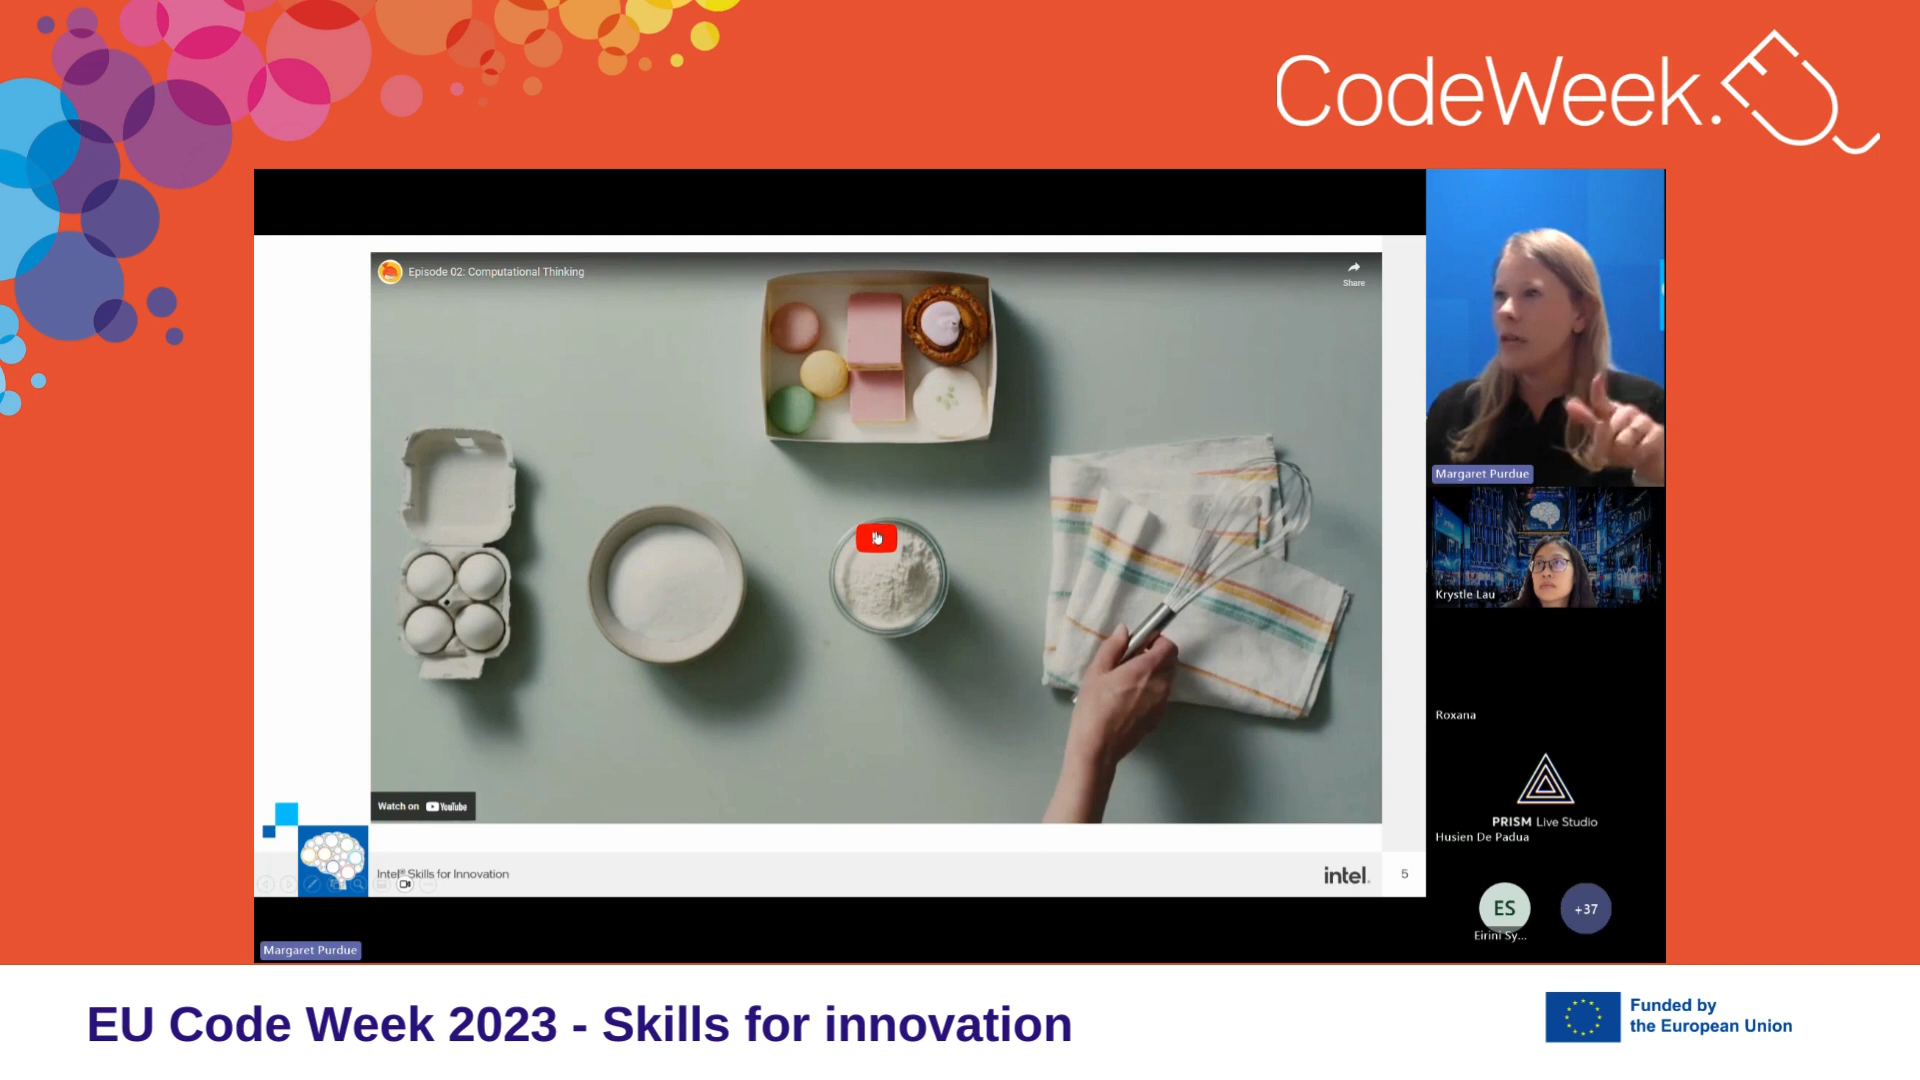 CodeWeek.EU
Episode 02: Computational Thinking
Share
Watch on YouTube
Intel® Skills for Innovation
intel.
5
Margaret Purdue
Margaret Purdue
Krystle Lau
Roxana
PRISM Live Studio
Husien De Padua
ES
+37
Eirini Sy...
EU Code Week 2023 - Skills for innovation
Funded by
the European Union